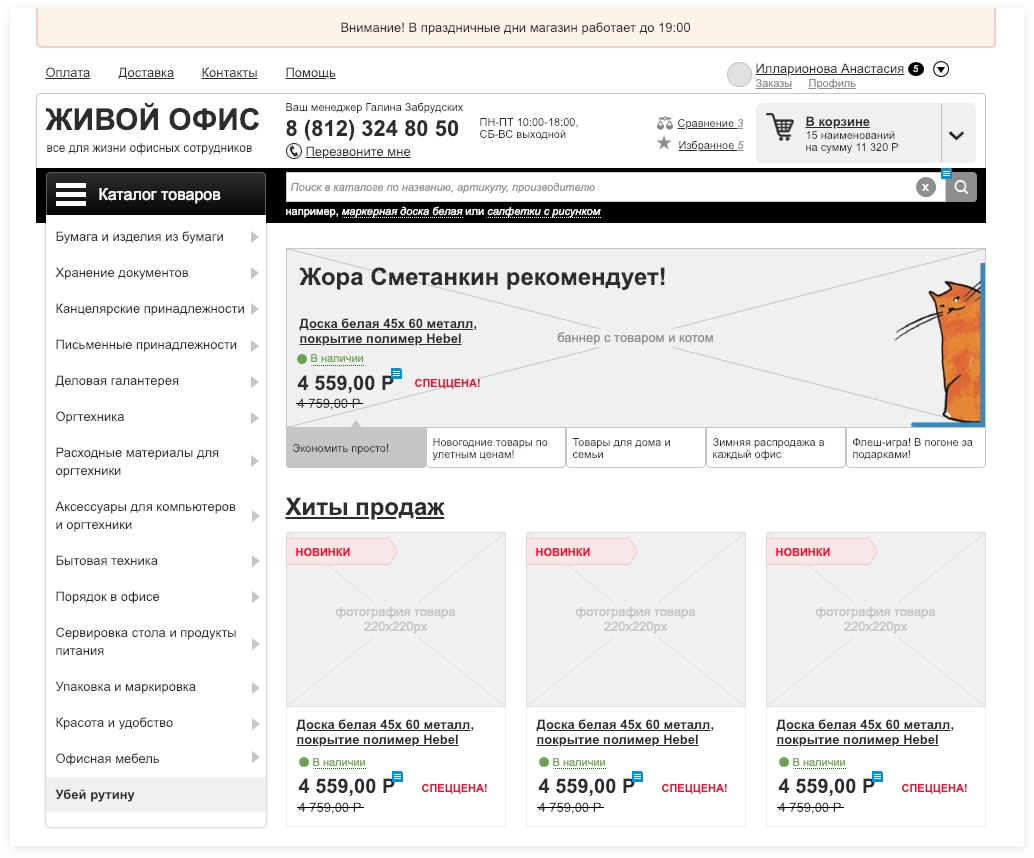 Внимание! В праздничные дни магазин работает до 19:00
Оплата
Доставка
Контакты
Помощь
Илларионова Анастасия 5
Заказы
Профиль
ЖИВОЙ ОФИС
все для жизни офисных сотрудников
Ваш менеджер Галина Забрудских
8 (812) 324 80 50
Перезвоните мне
ПН-ПТ 10:00-18:00,
СБ-ВС выходной
Сравнение 3
Избранное 5
В корзине
15 наименований
на сумму 11 320 Р
Каталог товаров
Поиск в каталоге по названию, артикулу, производителю
x
например, маркерная доска белая или салфетки с рисунком
Бумага и изделия из бумаги
Хранение документов
Канцелярские принадлежности
Письменные принадлежности
Деловая галантерея
Оргтехника
Расходные материалы для
оргтехники
Аксессуары для компьютеров
и оргтехники
Бытовая техника
Порядок в офисе
Сервировка стола и продукты
питания
Упаковка и маркировка
Красота и удобство
Офисная мебель
Убей рутину
Жора Сметанкин рекомендует!
Доска белая 45х 60 металл,
покрытие полимер Hebel
В наличии
4 559,00 Р
СПЕЦЦЕНА!
4 759,00 Р
баннер с товаром и котом
Экономить просто!
Новогодние товары по
улетным ценам!
Товары для дома и
семьи
Зимняя распродажа в
каждый офис
Флеш-игра! В погоне за
подарками!
Хиты продаж
НОВИНКИ
фотография товара
220х220px
Доска белая 45х 60 металл,
покрытие полимер Hebel
В наличии
4 559,00 Р
СПЕЦЦЕНА!
4 759,00 Р
НОВИНКИ
фотография товара
220х220px
Доска белая 45х 60 металл,
покрытие полимер Hebel
В наличии
4 559,00 Р
СПЕЦЦЕНА!
4 759,00 Р
НОВИНКИ
фотография товара
220х220px
Доска белая 45х 60 металл,
покрытие полимер Hebel
В наличии
4 559,00 Р
СПЕЦЦЕНА!
4 759,00 Р